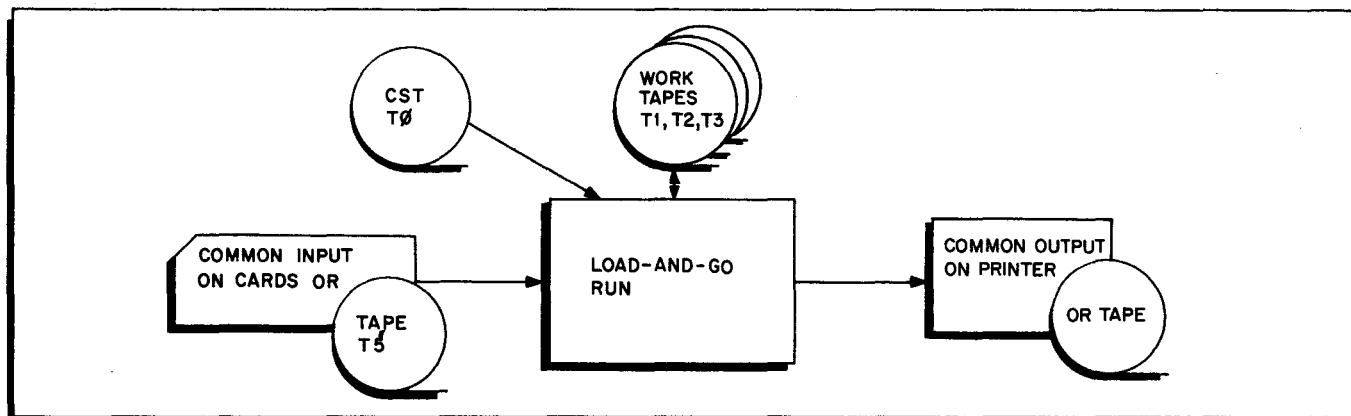 CST
TØ
WORK
TAPES
T1, T2, T3
COMMON INPUT
ON CARDS OR
TAPE
T5
LOAD-AND-GO
RUN
COMMON OUTPUT
ON PRINTER
OR TAPE